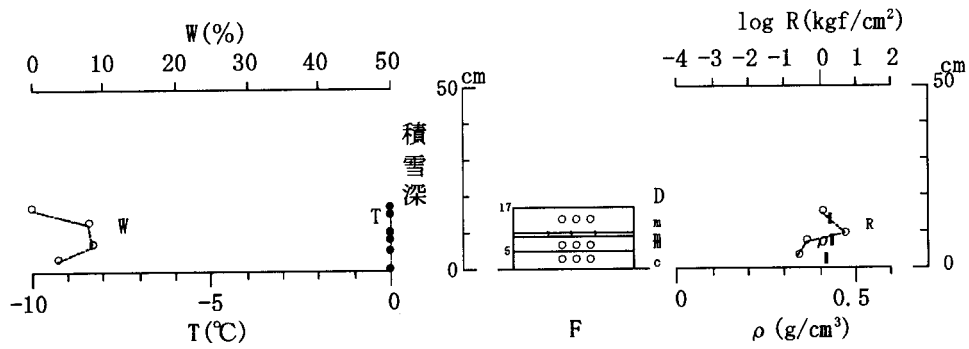 W(%)
0 10 20 30 40 50
cm
50
積雪深
0
W
T
-10 -5 0
T(℃)
17
5
D
m
c
F
log R(kgf/cm²)
-4 -3 -2 -1 0 1 2
cm
50
0
R
ρ
0 0.5
ρ (g/cm³)